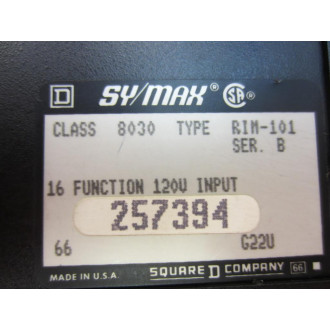 D SY/MAX® SA®
CLASS 8030 TYPE RIM-101
SER. B
16 FUNCTION 120V INPUT
257394
66 G22U
MADE IN U.S.A. SQUARE D COMPANY 66